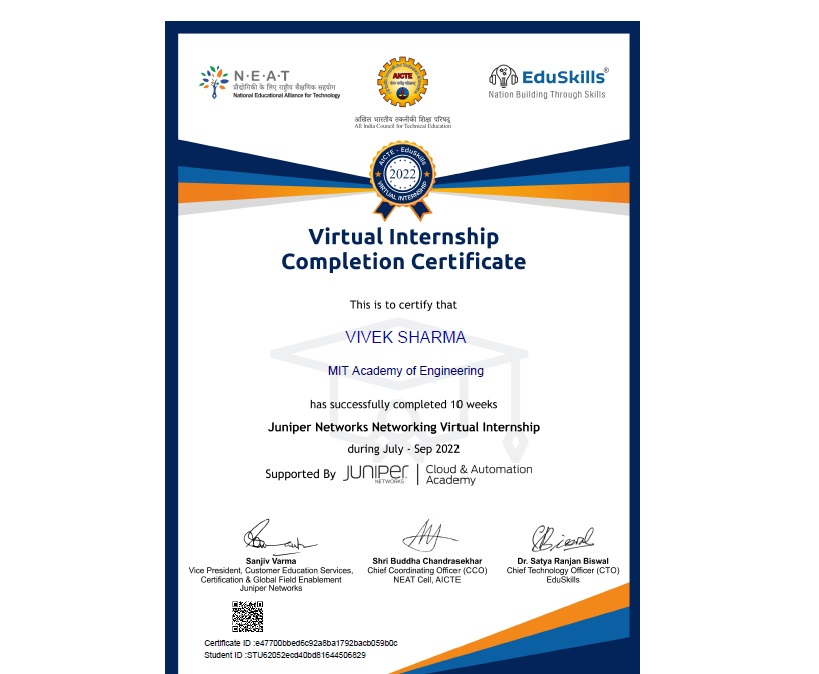 N·E·A·T
प्रौद्योगिकी के लिए राष्ट्रीय शैक्षणिक सहयोग
National Educational Alliance for Technology
AICTE
अखिल भारतीय तकनीकी शिक्षा परिषद्
All India Council for Technical Education
EduSkills®
Nation Building Through Skills
AICTE - EduSkills
2022
VIRTUAL INTERNSHIP
Virtual Internship
Completion Certificate
This is to certify that
VIVEK SHARMA
MIT Academy of Engineering
has successfully completed 10 weeks
Juniper Networks Networking Virtual Internship
during July - Sep 2022
Supported By JUNIPER NETWORKS | Cloud & Automation
Academy
Sanjiv Varma
Vice President, Customer Education Services,
Certification & Global Field Enablement
Juniper Networks
Shri Buddha Chandrasekhar
Chief Coordinating Officer (CCO)
NEAT Cell, AICTE
Dr. Satya Ranjan Biswal
Chief Technology Officer (CTO)
EduSkills
Certificate ID :e47700bbed6c92a8ba1792bacb059b0c
Student ID :STU62052ecd40bd81644506829